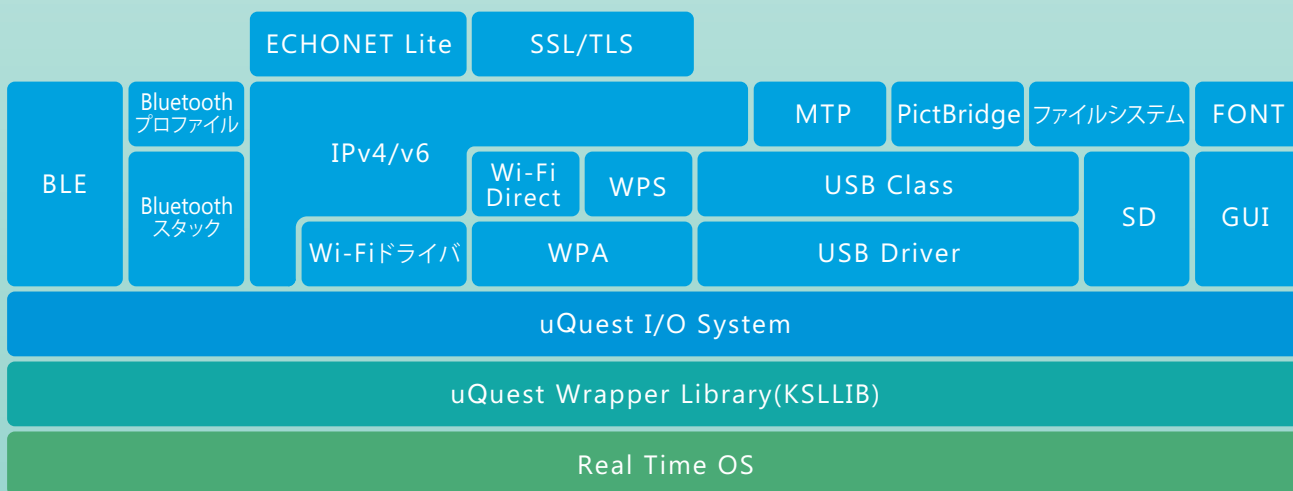 ECHONET Lite
SSL/TLS
BLE
Bluetooth
プロファイル
IPv4/v6
MTP
PictBridge
ファイルシステム
FONT
Bluetooth
スタック
Wi-Fi
Direct
WPS
USB Class
SD
GUI
Wi-Fiドライバ
WPA
USB Driver
uQuest I/O System
uQuest Wrapper Library(KSLLIB)
Real Time OS